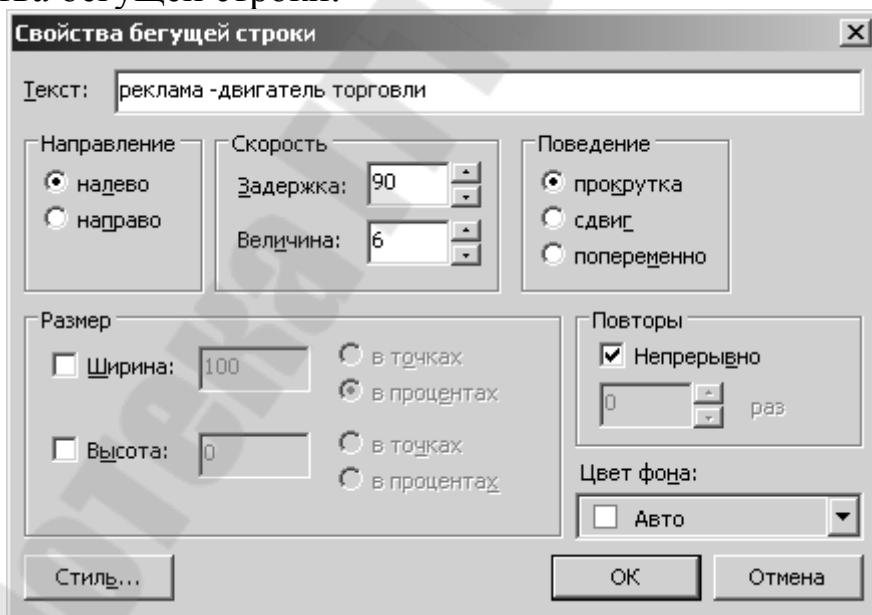 ва бегущей строки.
Свойства бегущей строки
Текст: реклама -двигатель торговли
Направление
налево
направо
Скорость
Задержка: 90
Величина: 6
Поведение
прокрутка
сдвиг
попеременно
Размер
Ширина: 100
в точках
в процентах
Высота: 0
в точках
в процентах
Повторы
Непрерывно
0 раз
Цвет фона:
Авто
Стиль...
ОК
Отмена